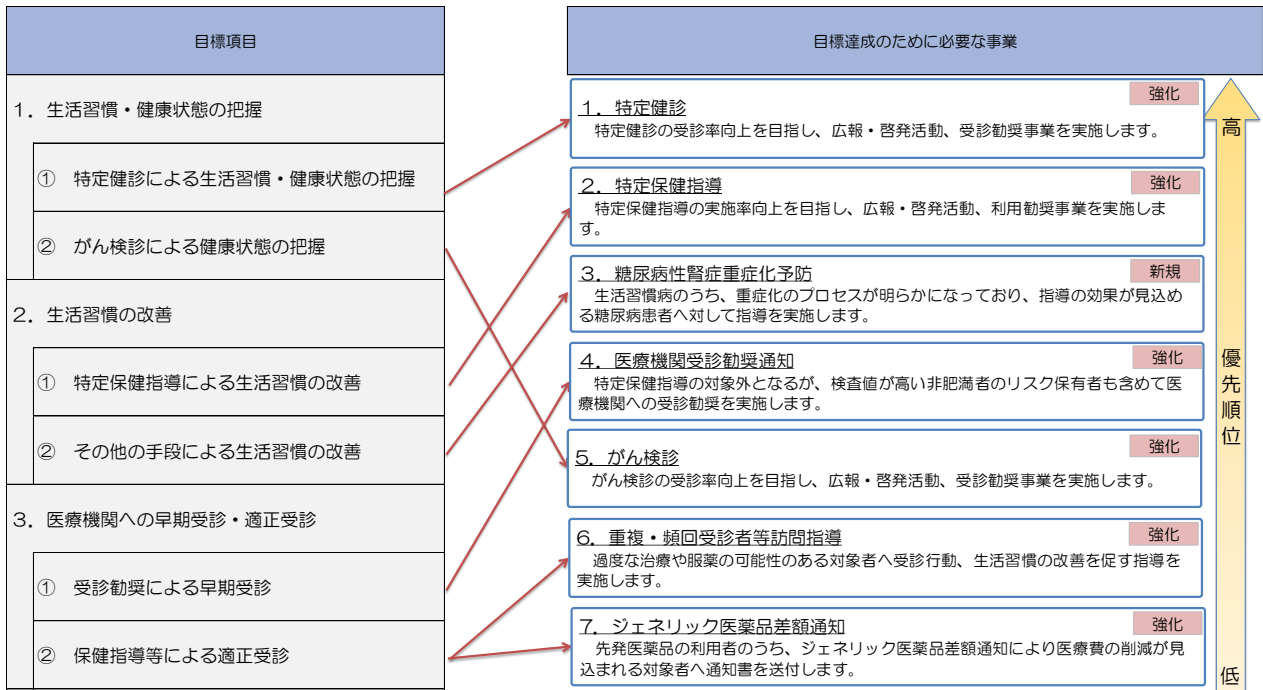 目標項目
1．生活習慣・健康状態の把握
①　特定健診による生活習慣・健康状態の把握
②　がん検診による健康状態の把握
2．生活習慣の改善
①　特定保健指導による生活習慣の改善
②　その他の手段による生活習慣の改善
3．医療機関への早期受診・適正受診
①　受診勧奨による早期受診
②　保健指導等による適正受診
目標達成のために必要な事業
強化
1．特定健診
特定健診の受診率向上を目指し、広報・啓発活動、受診勧奨事業を実施します。
強化
2．特定保健指導
特定保健指導の実施率向上を目指し、広報・啓発活動、利用勧奨事業を実施しま
す。
新規
3．糖尿病性腎症重症化予防
生活習慣病のうち、重症化のプロセスが明らかになっており、指導の効果が見込め
る糖尿病患者へ対して指導を実施します。
強化
4．医療機関受診勧奨通知
特定保健指導の対象外となるが、検査値が高い非肥満者のリスク保有者も含めて医
療機関への受診勧奨を実施します。
強化
5．がん検診
がん検診の受診率向上を目指し、広報・啓発活動、受診勧奨事業を実施します。
強化
6．重複・頻回受診者等訪問指導
過度な治療や服薬の可能性のある対象者へ受診行動、生活習慣の改善を促す指導を
実施します。
強化
7．ジェネリック医薬品差額通知
先発医薬品の利用者のうち、ジェネリック医薬品差額通知により医療費の削減が見
込まれる対象者へ通知書を送付します。
高
優先順位
低